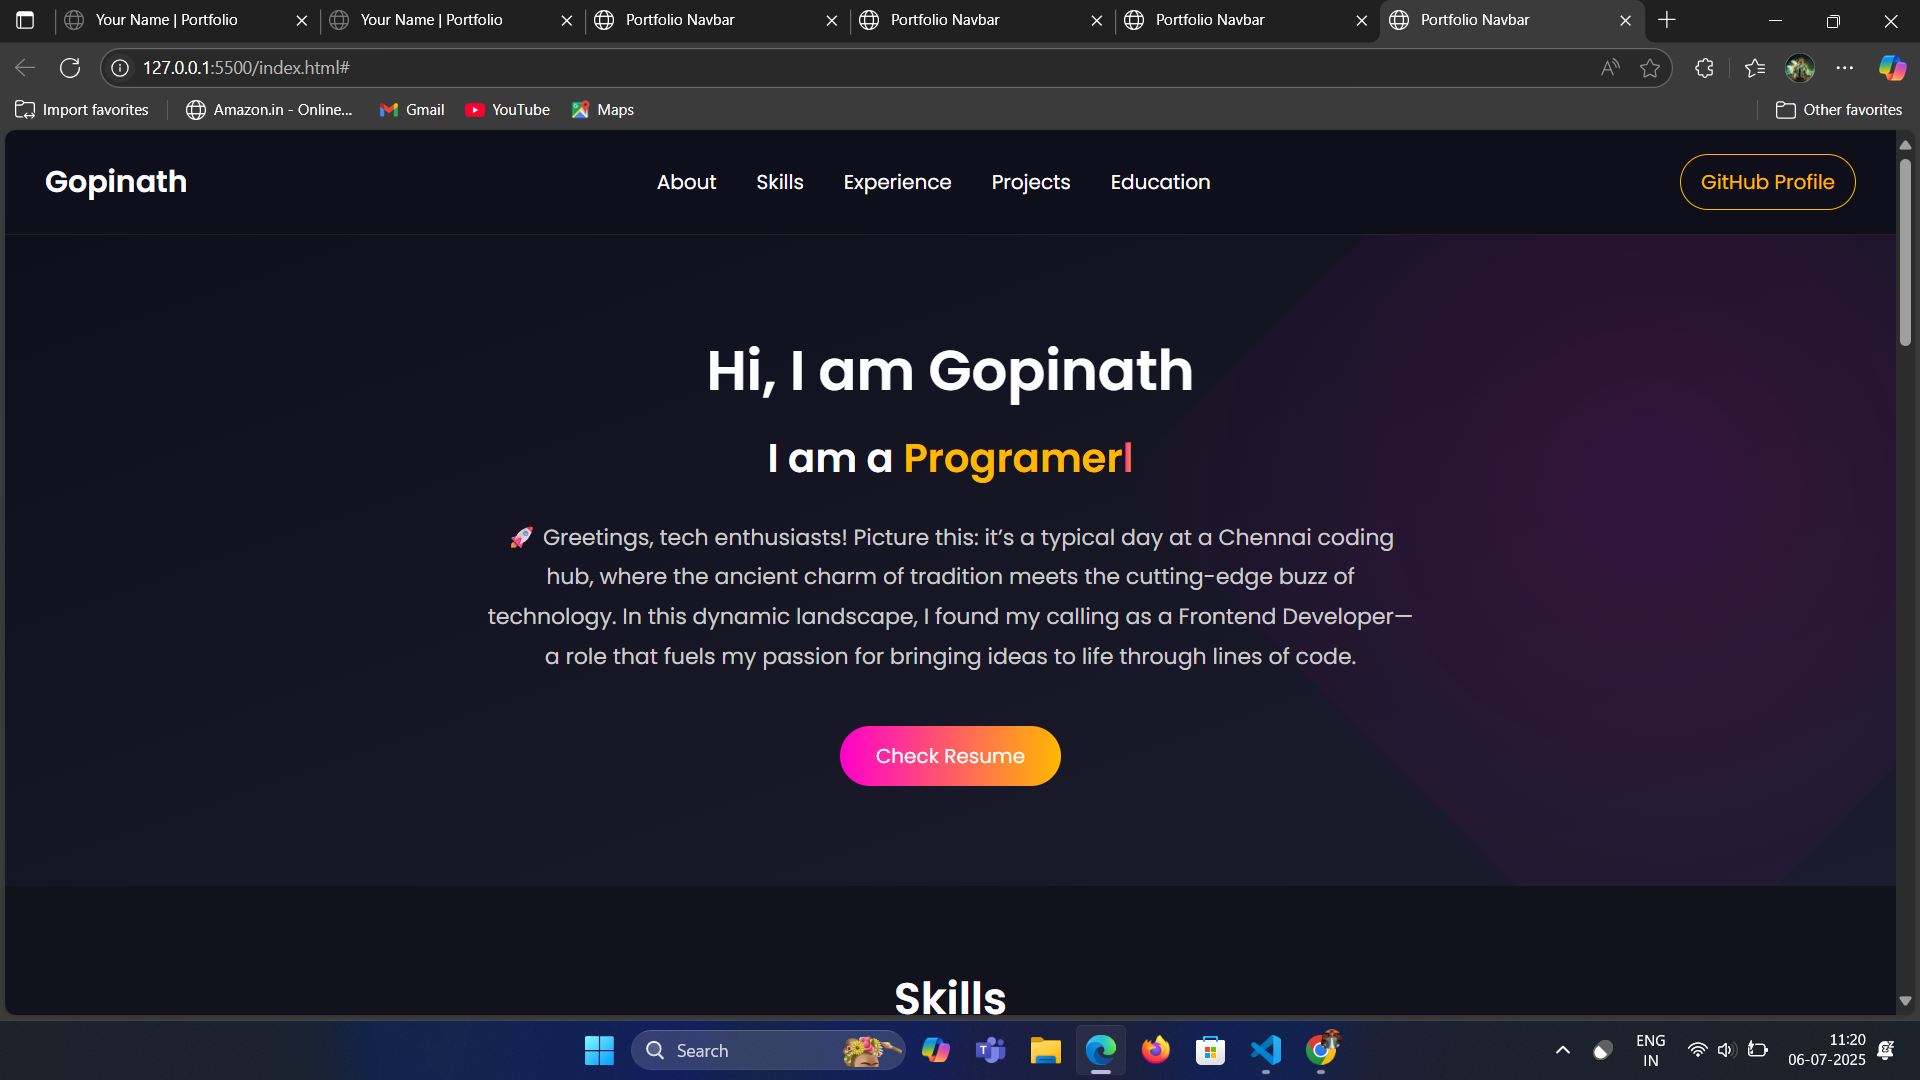 Your Name | Portfolio
Your Name | Portfolio
Portfolio Navbar
Portfolio Navbar
Portfolio Navbar
Portfolio Navbar
127.0.0.1:5500/index.html#
Import favorites
Amazon.in - Online...
Gmail
YouTube
Maps
Other favorites
Gopinath
About
Skills
Experience
Projects
Education
GitHub Profile
Hi, I am Gopinath
I am a Programer|
🚀 Greetings, tech enthusiasts! Picture this: it’s a typical day at a Chennai coding
hub, where the ancient charm of tradition meets the cutting-edge buzz of
technology. In this dynamic landscape, I found my calling as a Frontend Developer—
a role that fuels my passion for bringing ideas to life through lines of code.
Check Resume
Skills
Search
ENG
IN
11:20
06-07-2025